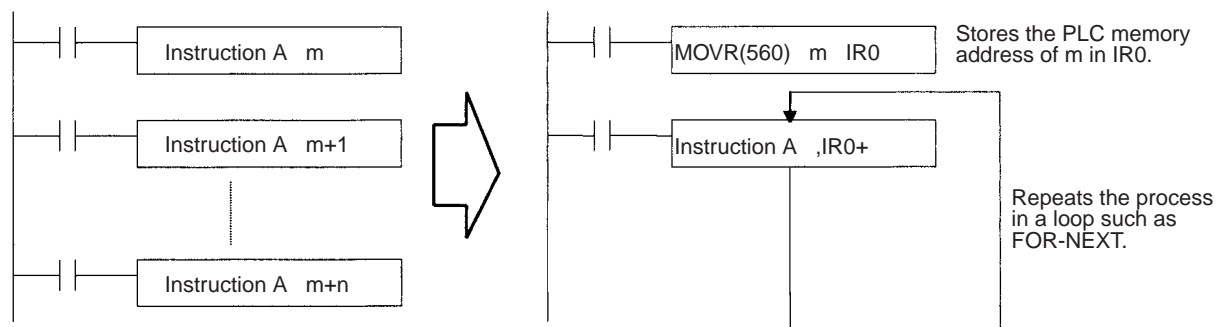 Instruction A m
Instruction A m+1
Instruction A m+n
MOVR(560) m IR0
Stores the PLC memory
address of m in IR0.
Instruction A ,IR0+
Repeats the process
in a loop such as
FOR-NEXT.